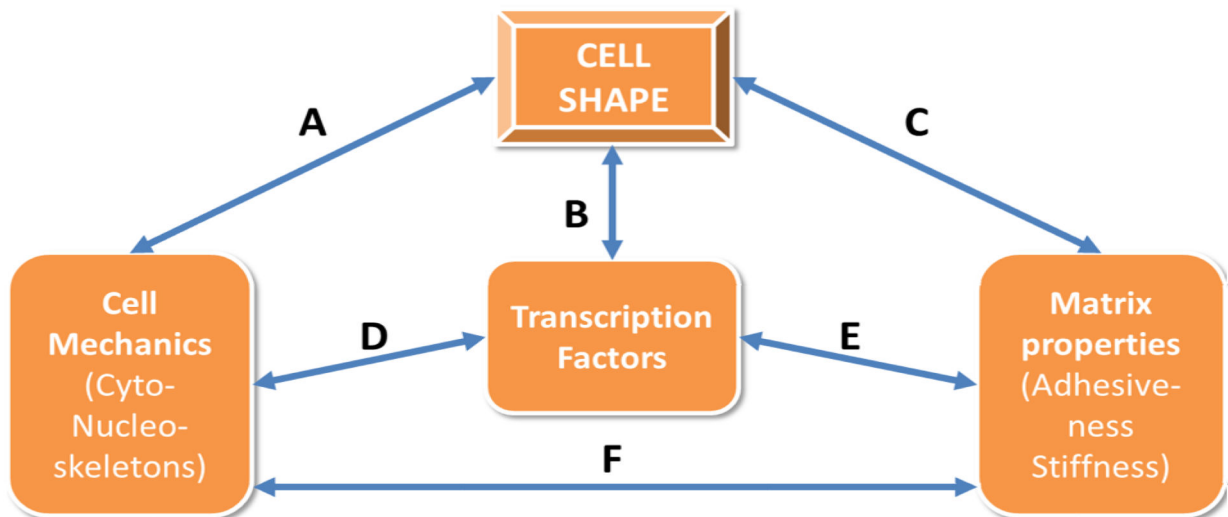 CELL
SHAPE
A
C
B
Cell
Mechanics
(Cyto-
Nucleo-
skeletons)
D
Transcription
Factors
E
Matrix
properties
(Adhesive-
ness
Stiffness)
F